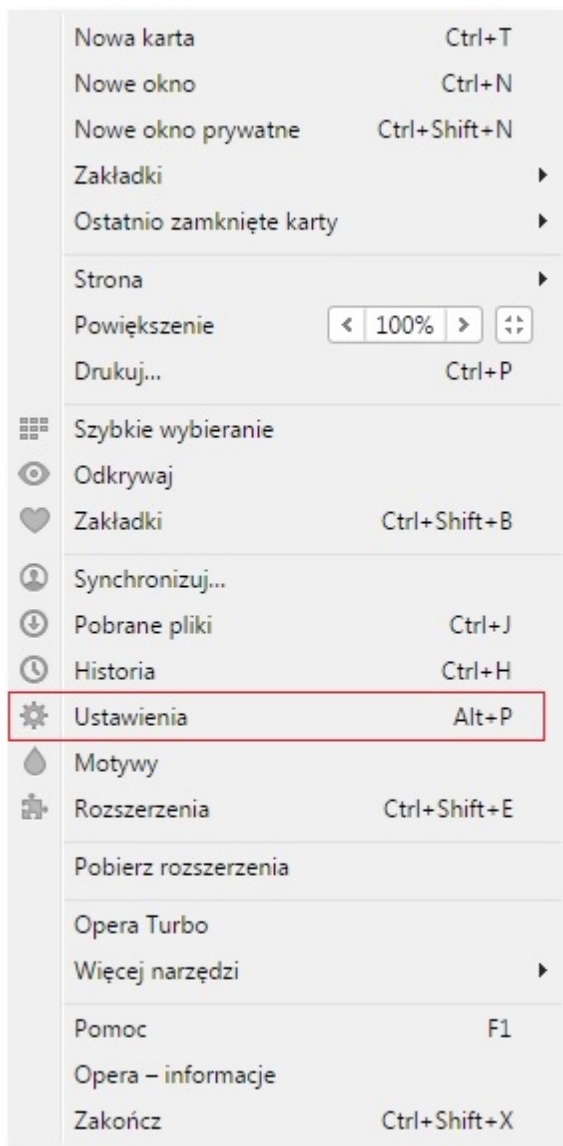 Nowa karta Ctrl+T
Nowe okno Ctrl+N
Nowe okno prywatne Ctrl+Shift+N
Zakładki
Ostatnio zamknięte karty
Strona
Powiększenie < 100% >
Drukuj... Ctrl+P
Szybkie wybieranie
Odkrywaj
Zakładki Ctrl+Shift+B
Synchronizuj...
Pobrane pliki Ctrl+J
Historia Ctrl+H
Ustawienia Alt+P
Motywy
Rozszerzenia Ctrl+Shift+E
Pobierz rozszerzenia
Opera Turbo
Więcej narzędzi
Pomoc F1
Opera – informacje
Zakończ Ctrl+Shift+X